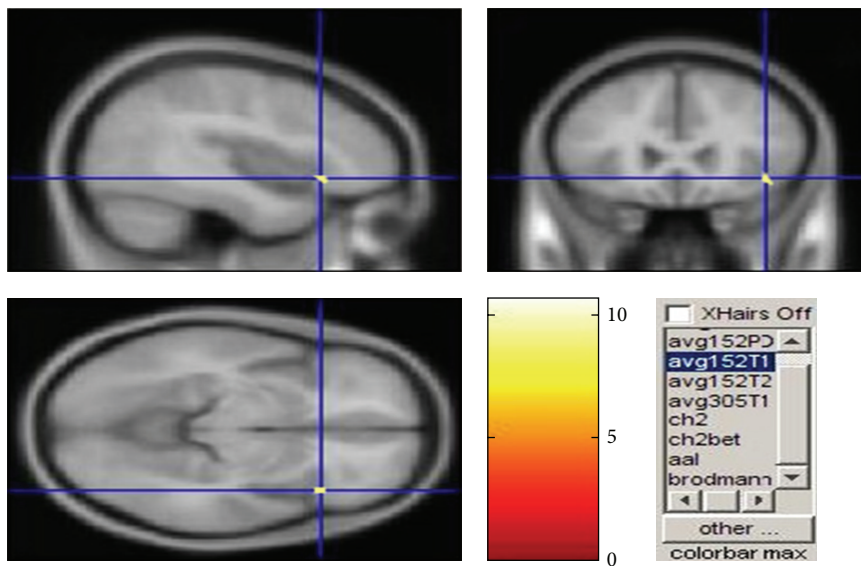 10
5
0
XHairs Off
avg152PD
avg152T1
avg152T2
avg305T1
ch2
ch2bet
aal
brodmann
other ...
colorbar max